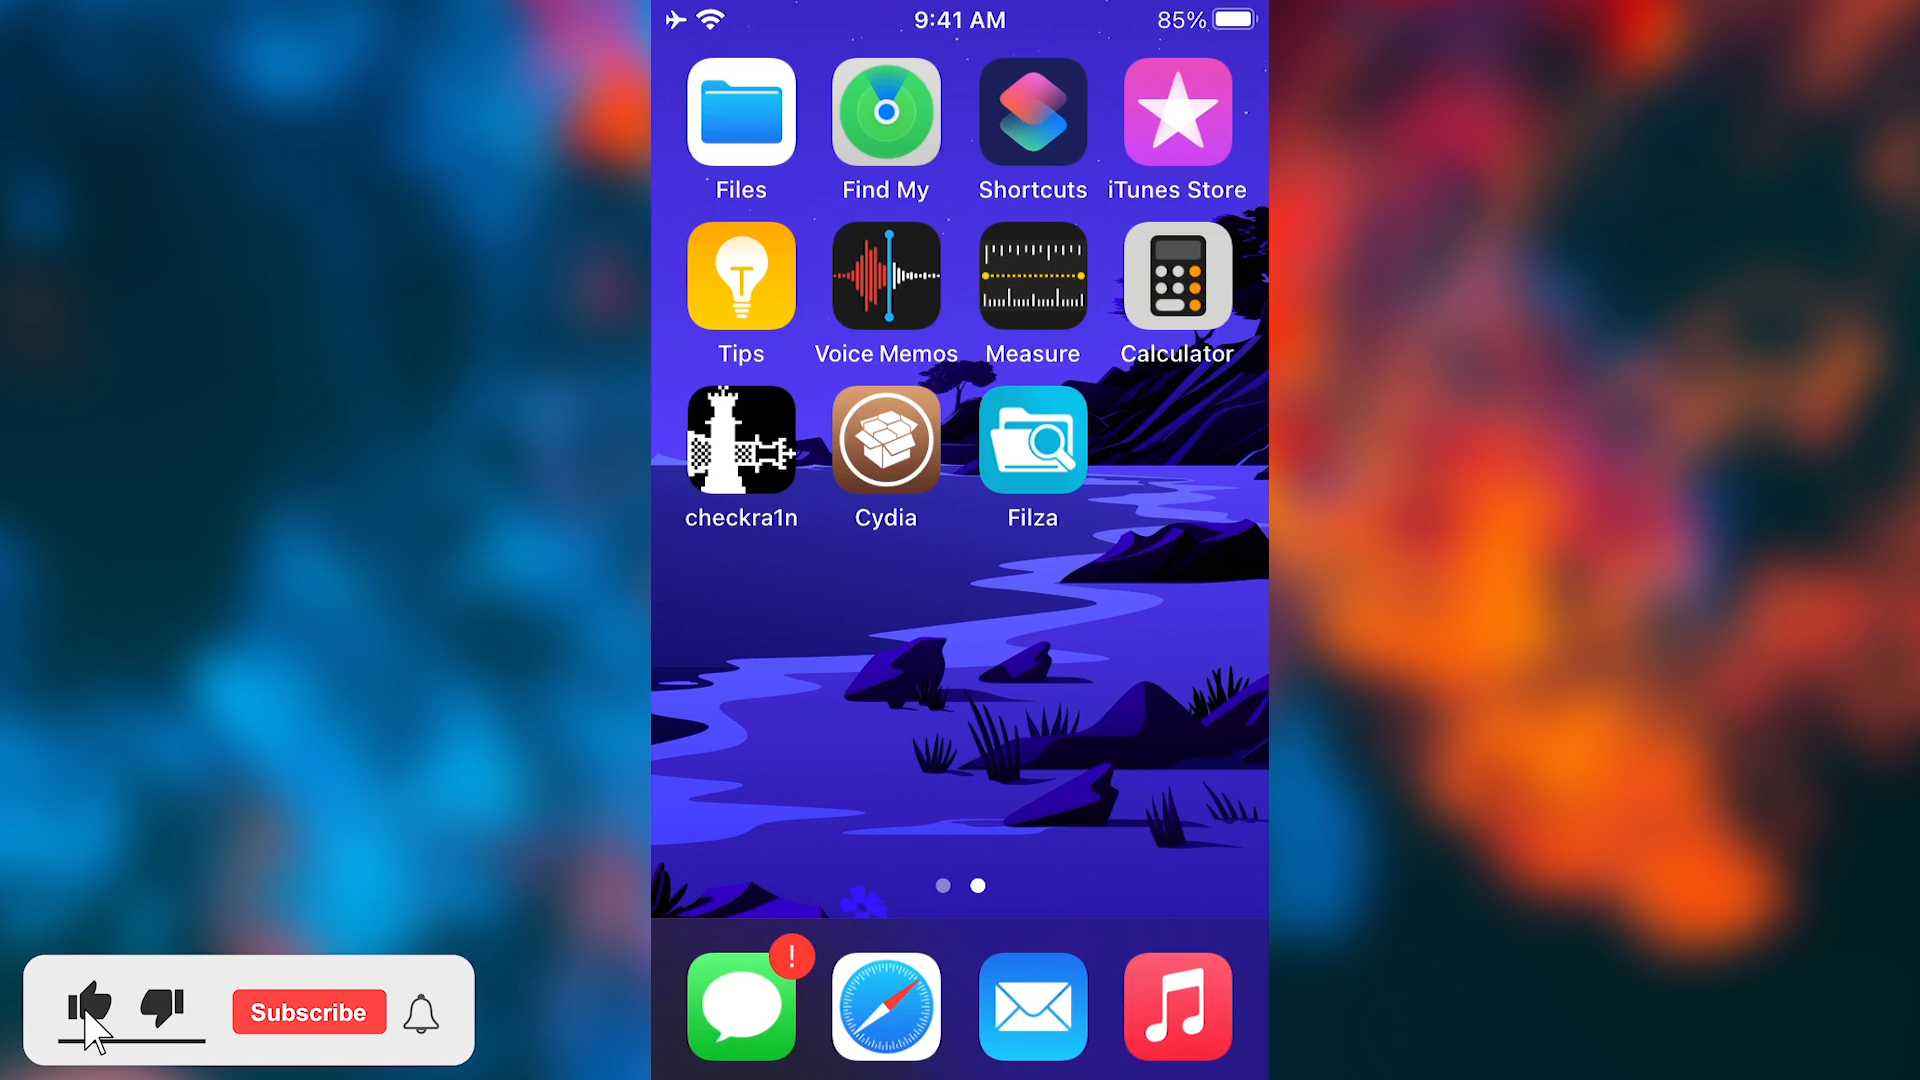 9:41 AM
85%
Files
Find My
Shortcuts
iTunes Store
Tips
Voice Memos
Measure
Calculator
checkra1n
Cydia
Filza
!
Subscribe